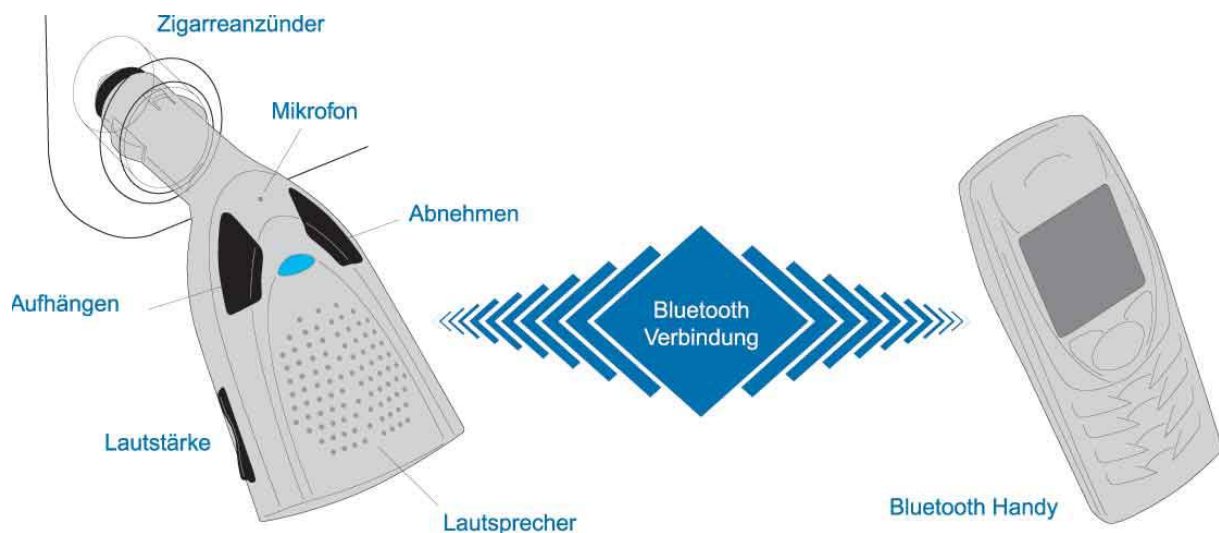 Zigarreanzünder
Mikrofon
Abnehmen
Aufhängen
Bluetooth
Verbindung
Lautstärke
Lautsprecher
Bluetooth Handy